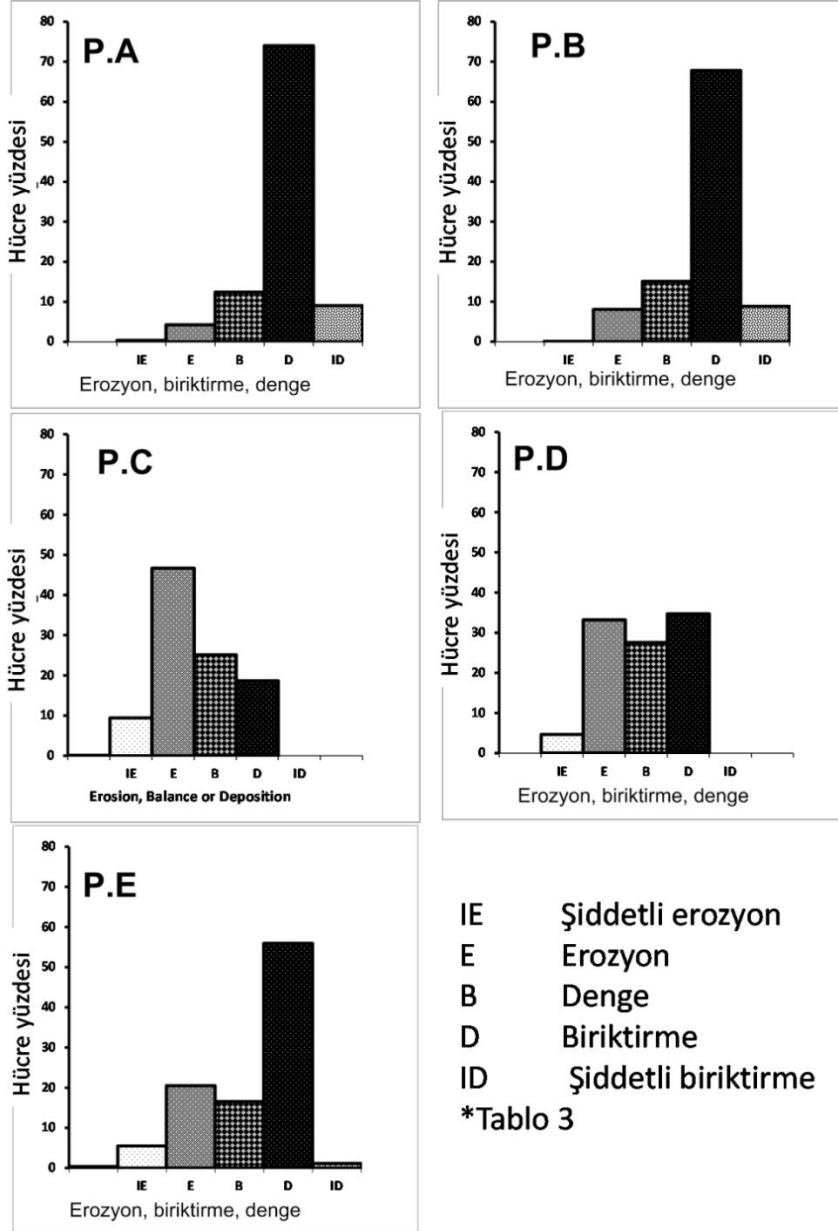 P.A
Hücre yüzdesi
80
70
60
50
40
30
20
10
0
IE E B D ID
Erozyon, biriktirme, denge
P.B
Hücre yüzdesi
80
70
60
50
40
30
20
10
0
IE E B D ID
Erozyon, biriktirme, denge
P.C
Hücre yüzdesi
80
70
60
50
40
30
20
10
0
IE E B D ID
Erosion, Balance or Deposition
P.D
Hücre yüzdesi
80
70
60
50
40
30
20
10
0
IE E B D ID
Erozyon, biriktirme, denge
P.E
Hücre yüzdesi
80
70
60
50
40
30
20
10
0
IE E B D ID
Erozyon, biriktirme, denge
IE Şiddetli erozyon
E Erozyon
B Denge
D Biriktirme
ID Şiddetli biriktirme
*Tablo 3